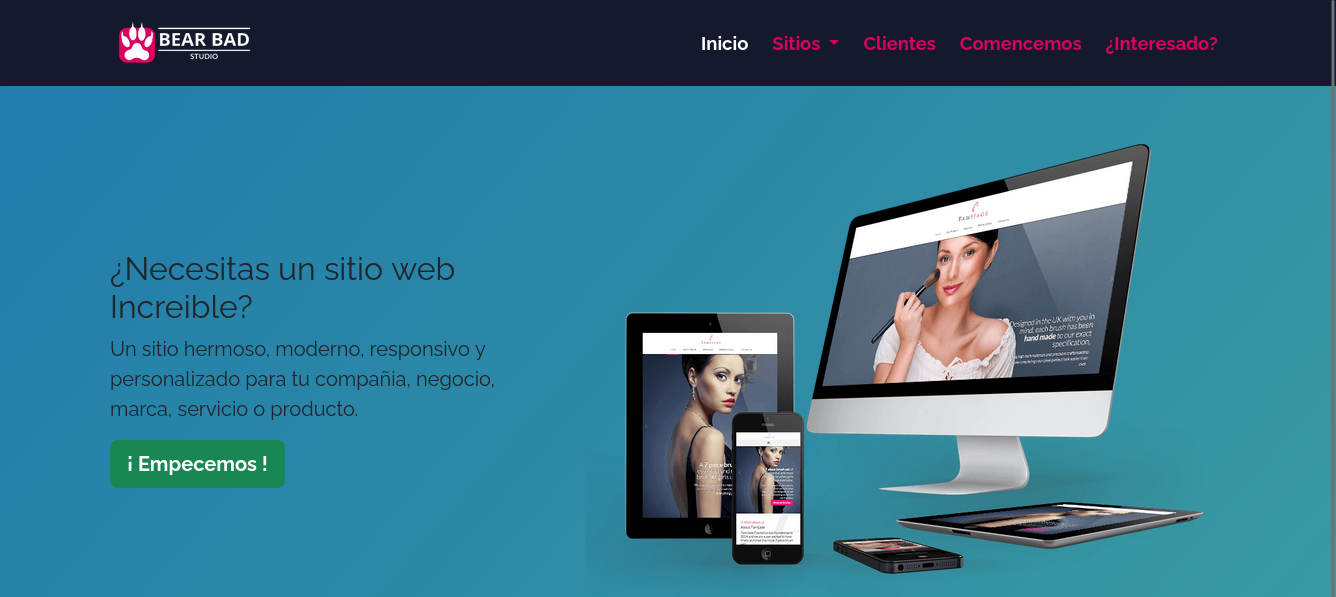 BEAR BAD
STUDIO
Inicio
Sitios
Clientes
Comencemos
¿Interesado?
¿Necesitas un sitio web
Increible?
Un sitio hermoso, moderno, responsivo y
personalizado para tu compañia, negocio,
marca, servicio o producto.
¡ Empecemos !
TAMIJADE
Designed in the UK with you in
mind, each brush has been
hand made to our exact
specification,